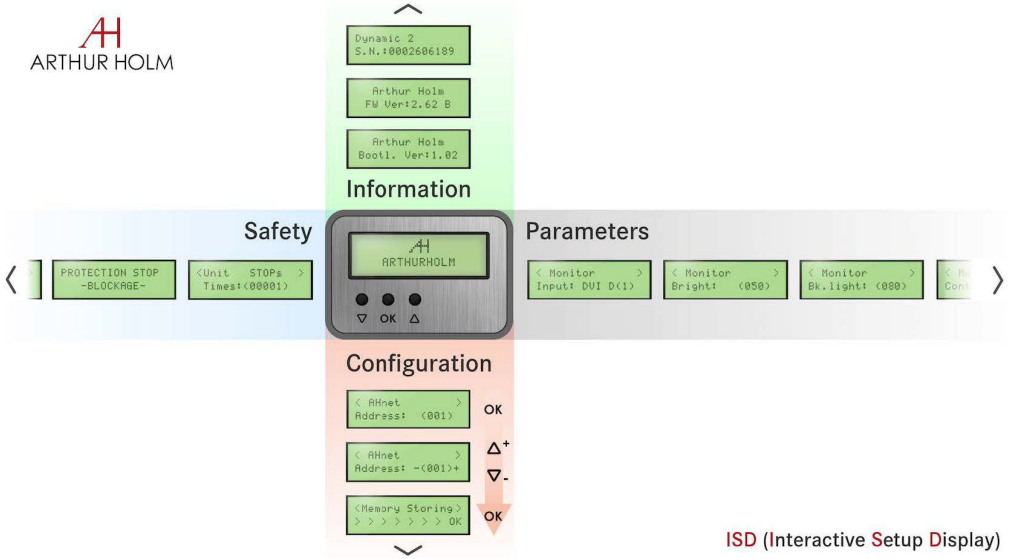 AH
ARTHUR HOLM
Dynamic 2
S.N.:0002606189
Arthur Holm
FW Ver:2.62 B
Arthur Holm
Bootl. Ver:1.02
Information
Safety
PROTECTION STOP
-BLOCKAGE-
<Unit STOPs >
Times:(00001)
AH
ARTHURHOLM
OK
Parameters
< Monitor >
Input: DVI D(1)
< Monitor >
Bright: (050)
< Monitor >
Bk.light: (080)
Configuration
< AHnet >
Address: (001)
OK
< AHnet >
Address: -(001)+
+
-
<Memory Storing>
> > > > > > > OK
OK
ISD (Interactive Setup Display)